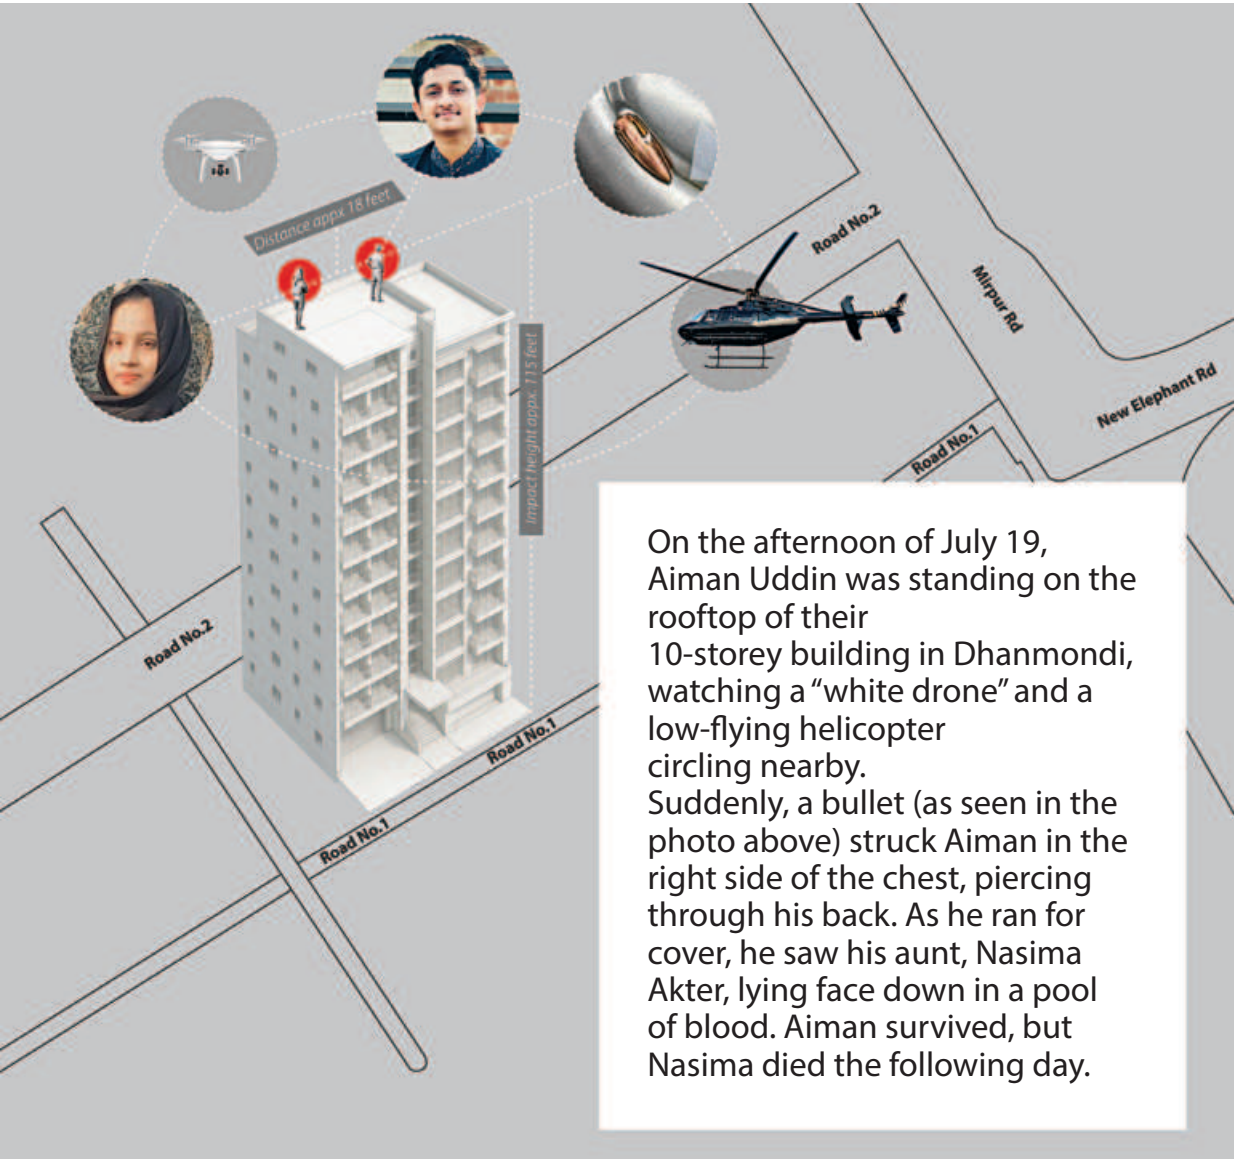 Distance appx 18 feet
Road No.2
Mirpur Rd
New Elephant Rd
Road No.1
Impact height appx. 115 feet
Road No.2
Road No.1
Road No.1
On the afternoon of July 19,
Aiman Uddin was standing on the
rooftop of their
10-storey building in Dhanmondi,
watching a “white drone” and a
low-flying helicopter
circling nearby.
Suddenly, a bullet (as seen in the
photo above) struck Aiman in the
right side of the chest, piercing
through his back. As he ran for
cover, he saw his aunt, Nasima
Akter, lying face down in a pool
of blood. Aiman survived, but
Nasima died the following day.